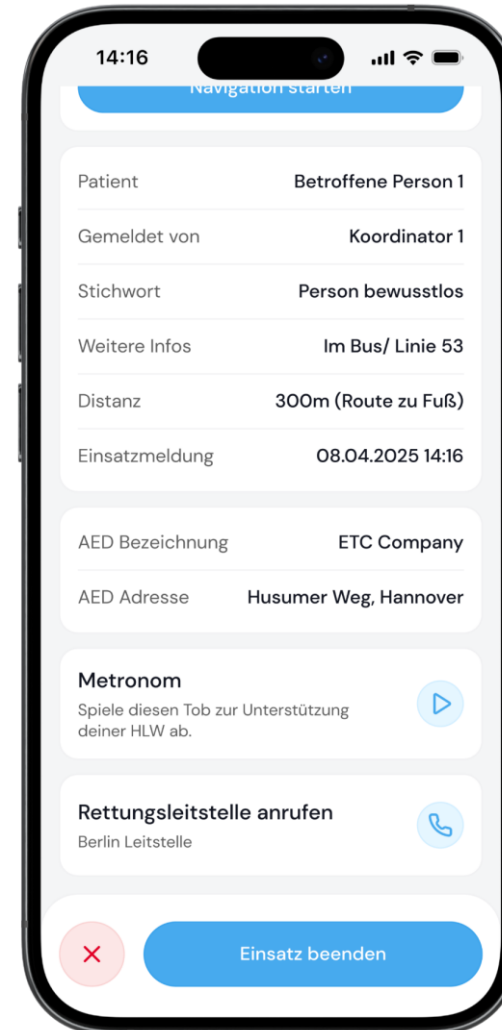 14:16
Navigation starten
Patient Betroffene Person 1
Gemeldet von Koordinator 1
Stichwort Person bewusstlos
Weitere Infos Im Bus/ Linie 53
Distanz 300m (Route zu Fuß)
Einsatzmeldung 08.04.2025 14:16
AED Bezeichnung ETC Company
AED Adresse Husumer Weg, Hannover
Metronom
Spiele diesen Tob zur Unterstützung
deiner HLW ab.
Rettungsleitstelle anrufen
Berlin Leitstelle
Einsatz beenden